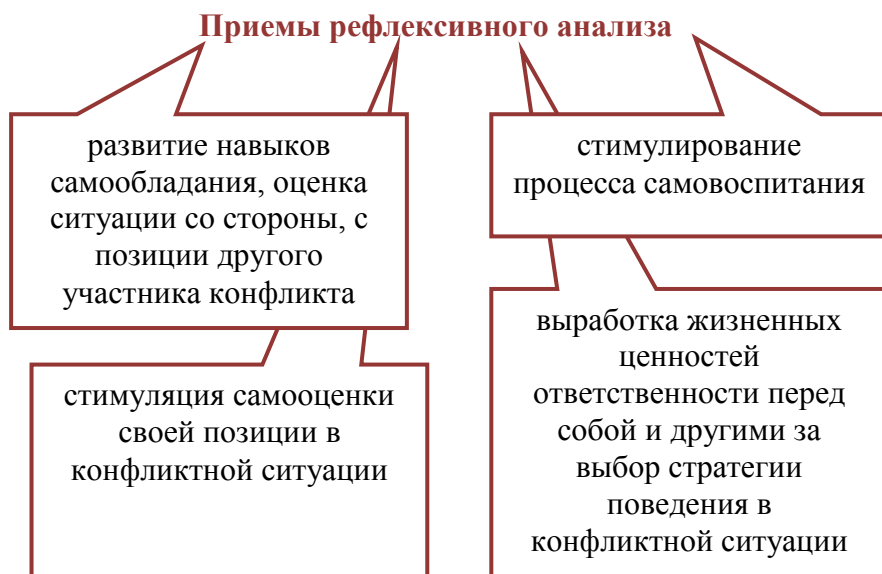 Приемы рефлексивного анализа
развитие навыков
самообладания, оценка
ситуации со стороны, с
позиции другого
участника конфликта
стимулирование
процесса самовоспитания
стимуляция самооценки
своей позиции в
конфликтной ситуации
выработка жизненных
ценностей
ответственности перед
собой и другими за
выбор стратегии
поведения в
конфликтной ситуации